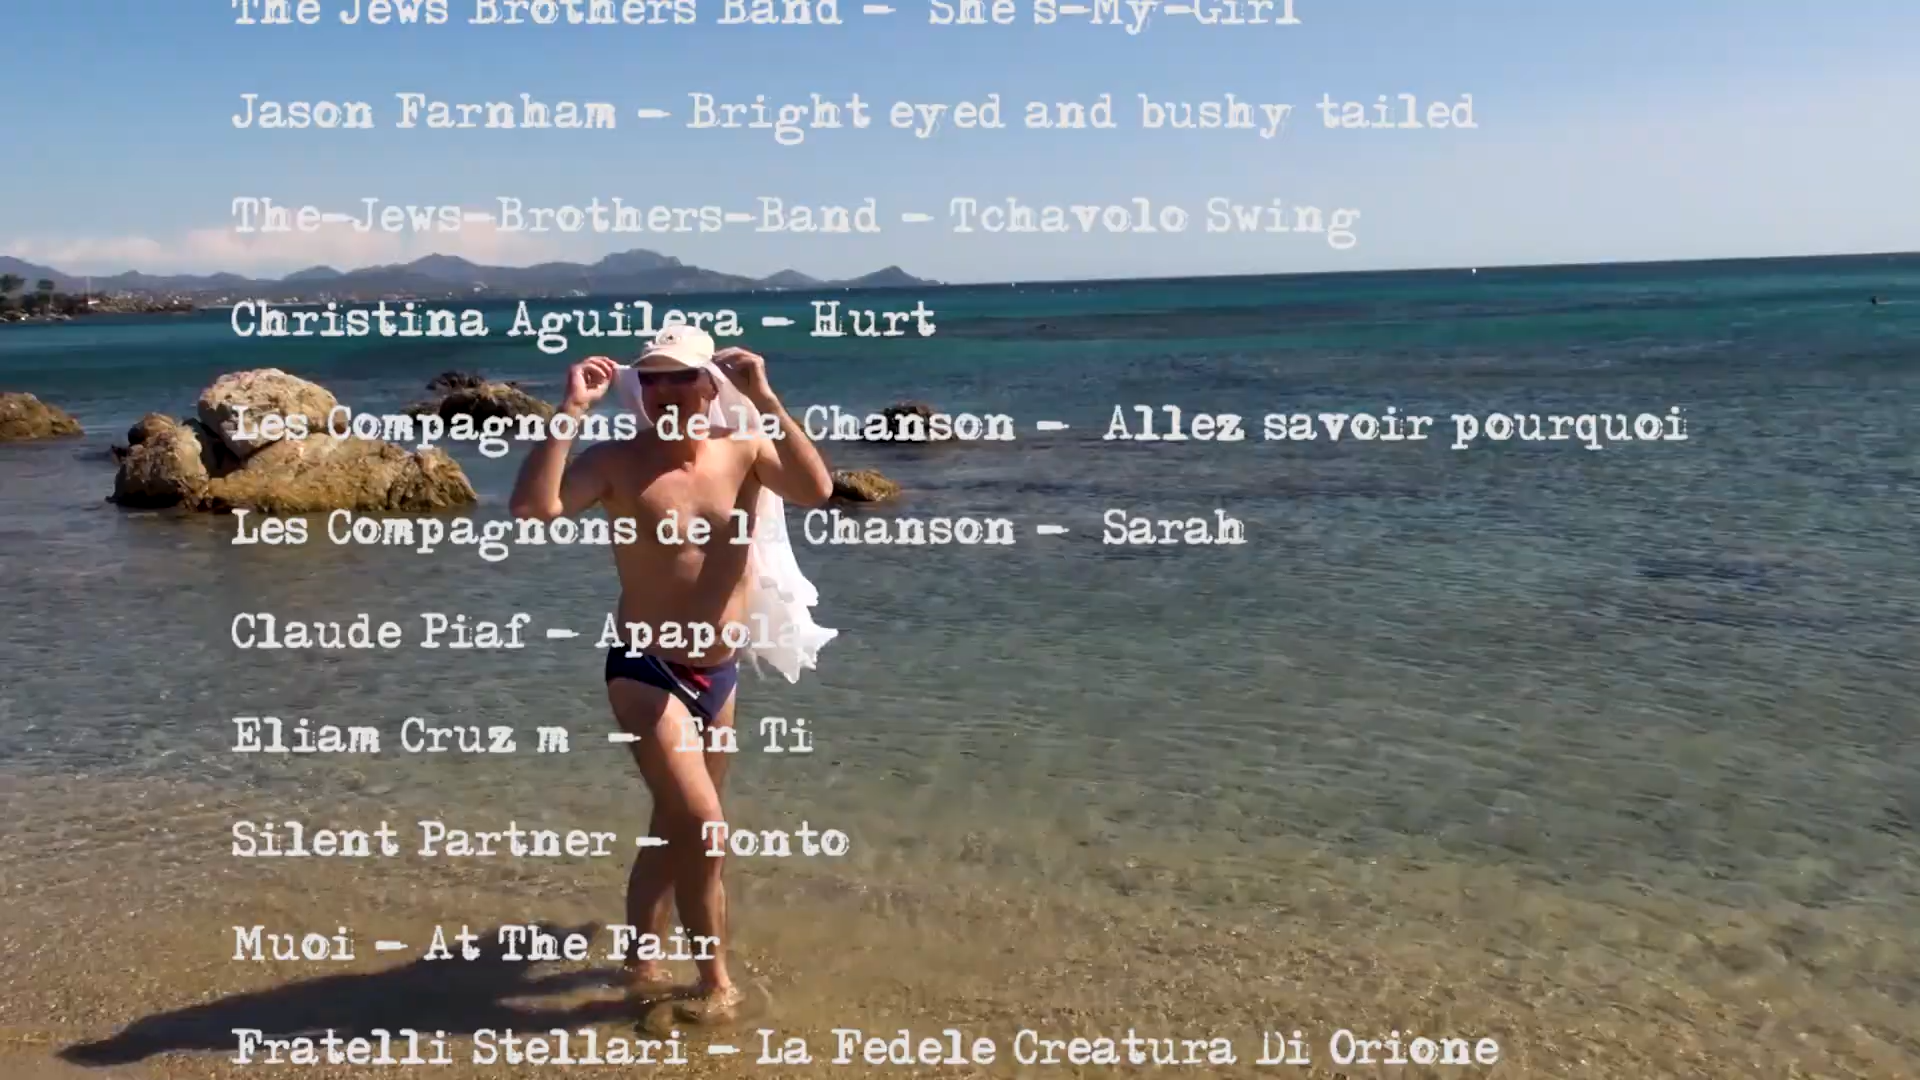 The Jews Brothers Band - She's-My-Girl
Jason Farnham - Bright eyed and bushy tailed
The-Jews-Brothers-Band - Tchavolo Swing
Christina Aguilera - Hurt
Les Compagnons de la Chanson - Allez savoir pourquoi
Les Compagnons de la Chanson - Sarah
Claude Piaf - Apapola
Eliam Cruz m - En Ti
Silent Partner - Tonto
Muoi - At The Fair
Fratelli Stellari - La Fedele Creatura Di Orione